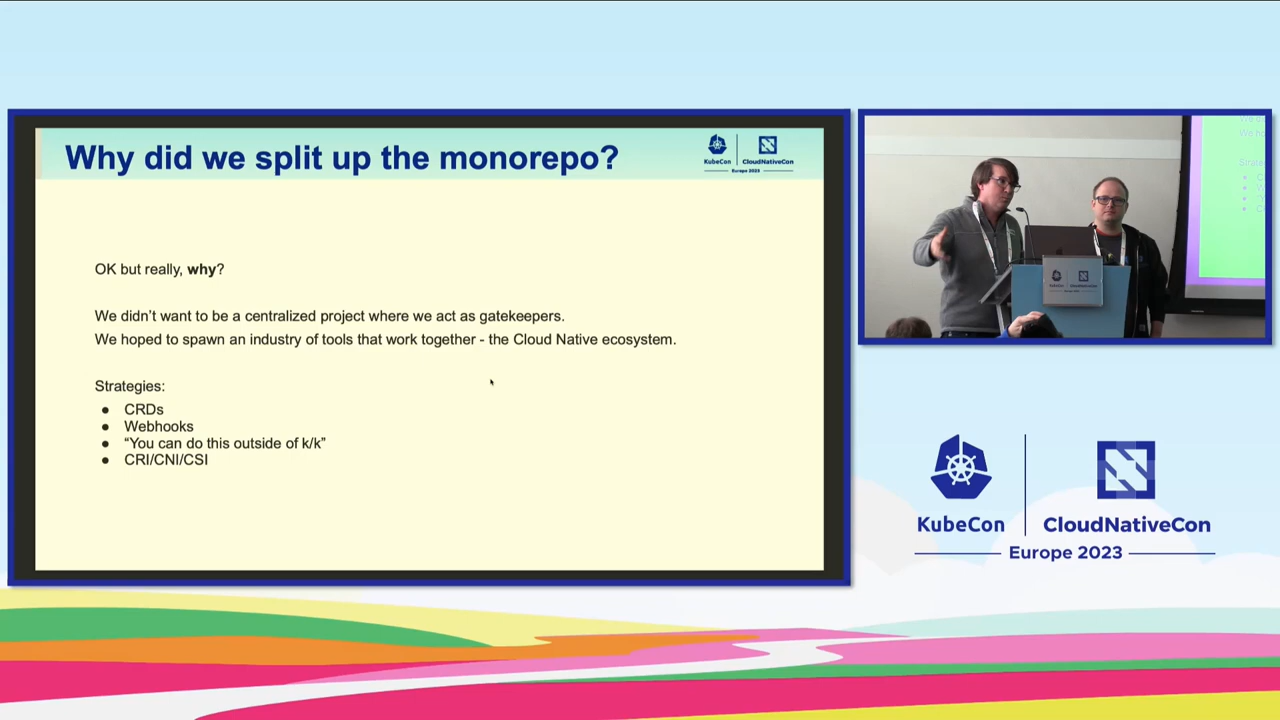 Why did we split up the monorepo?
KubeCon
CloudNativeCon
Europe 2023
OK but really, why?
We didn't want to be a centralized project where we act as gatekeepers.
We hoped to spawn an industry of tools that work together - the Cloud Native ecosystem.
Strategies:
● CRDs
● Webhooks
● “You can do this outside of k/k”
● CRI/CNI/CSI
KubeCon
CloudNativeCon
Europe 2023